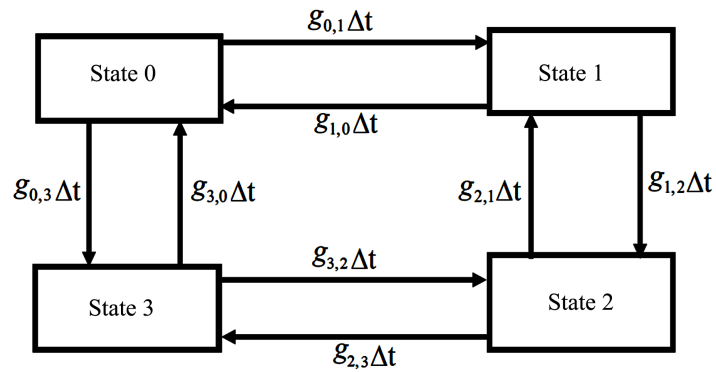 g0,1Δt
State 0
State 1
g1,0Δt
g0,3Δt
g3,0Δt
g2,1Δt
g1,2Δt
g3,2Δt
State 3
State 2
g2,3Δt